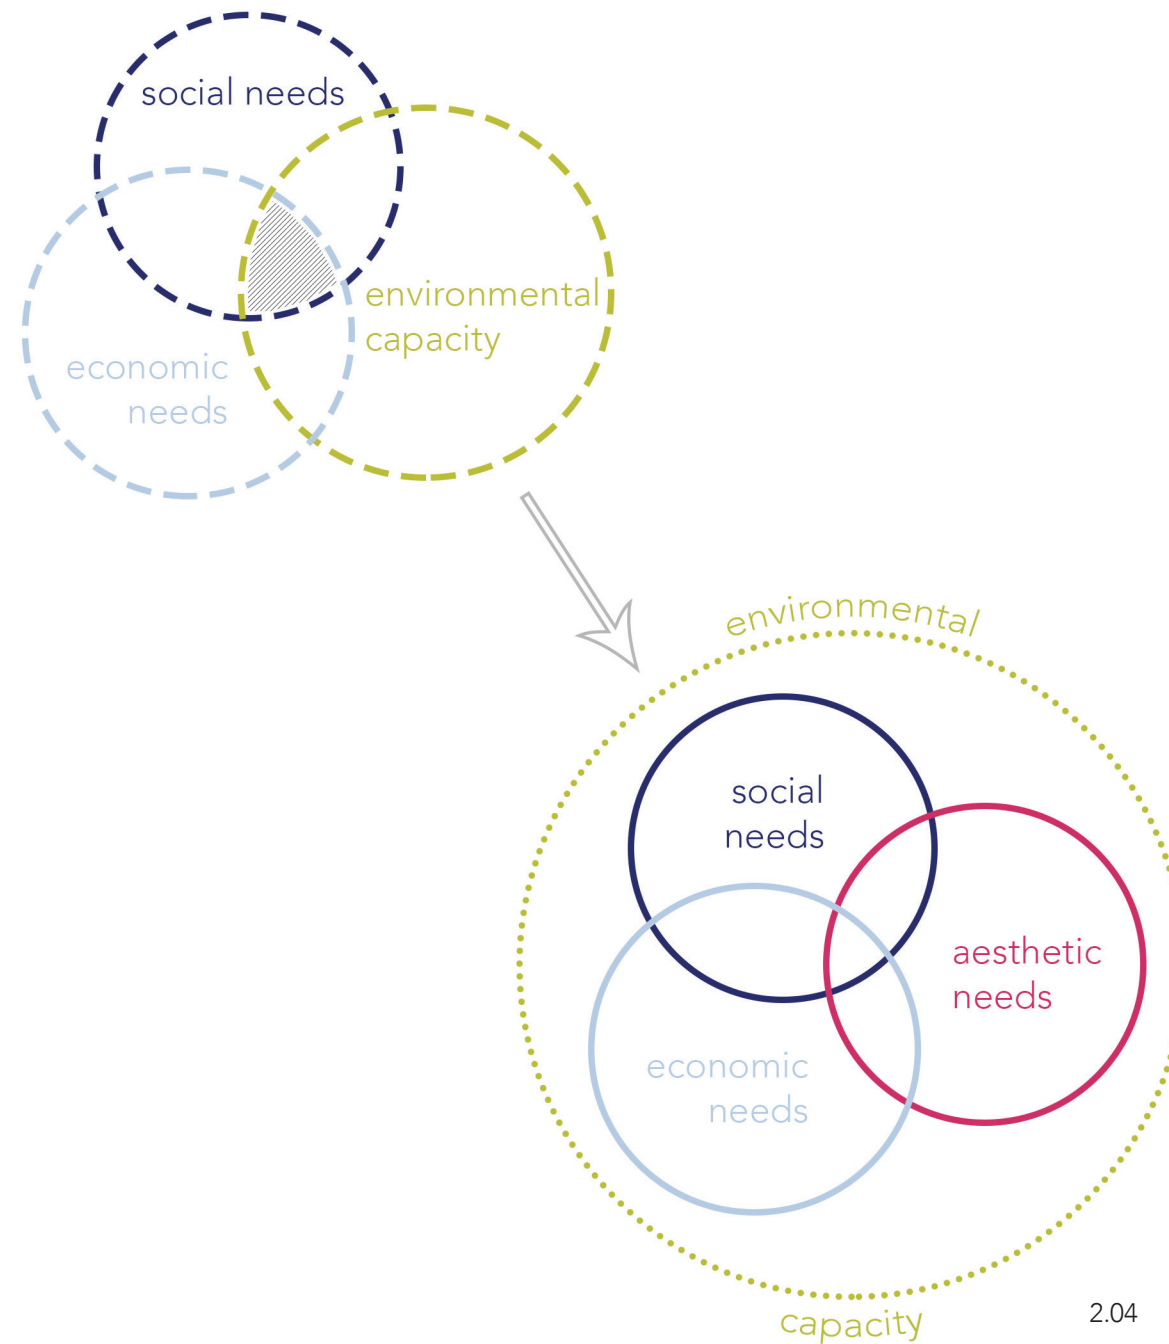 social needs
environmental
capacity
economic
needs
environmental
social
needs
aesthetic
needs
economic
needs
capacity
2.04